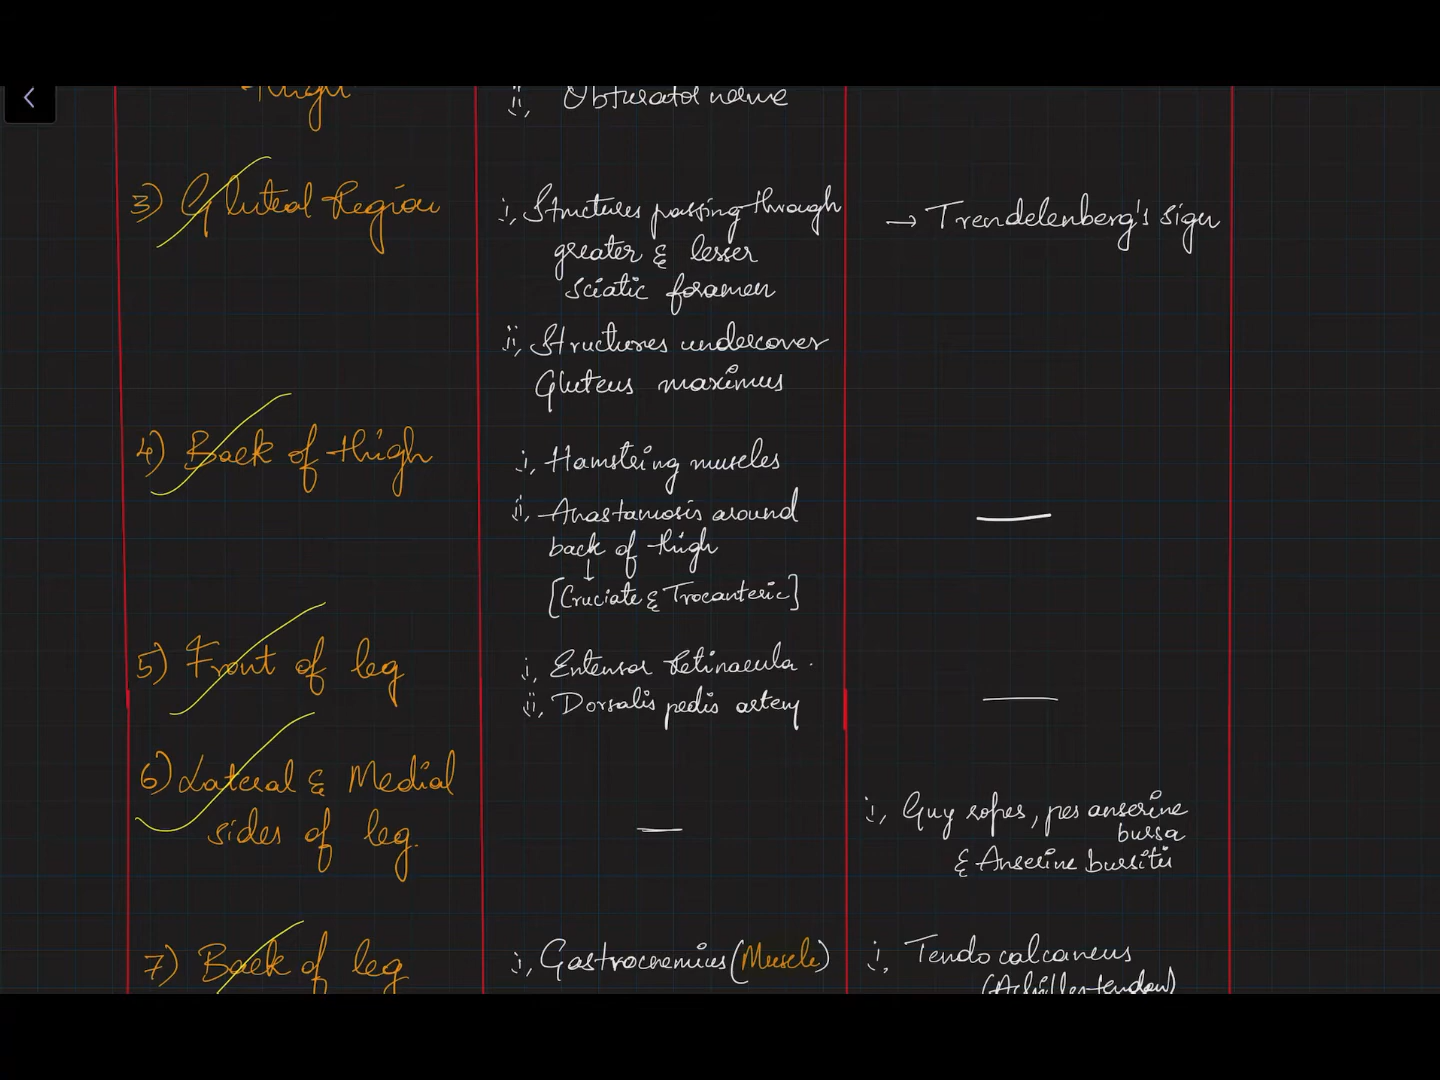 thigh
ii, Obturator nerve
3) Gluteal Region
i, Structures passing through
greater & lesser
sciatic foramen
→ Trendelenberg's sign
ii, Structures undercover
Gluteus maximus
4) Back of thigh
i, Hamstring muscles
ii, Anastamosis around
back of thigh
↓
[Cruciate & Trocanteric]
5) Front of leg
i, Extensor Retinacula.
ii, Dorsalis pedis artery
6) Lateral & Medial
sides of leg.
i, Guy ropes, pes anserine
bursa
& Anserine bursitis
7) Back of leg
i, Gastrocnemius (Muscle)
i, Tendo calcaneus
(Achilles tendon)